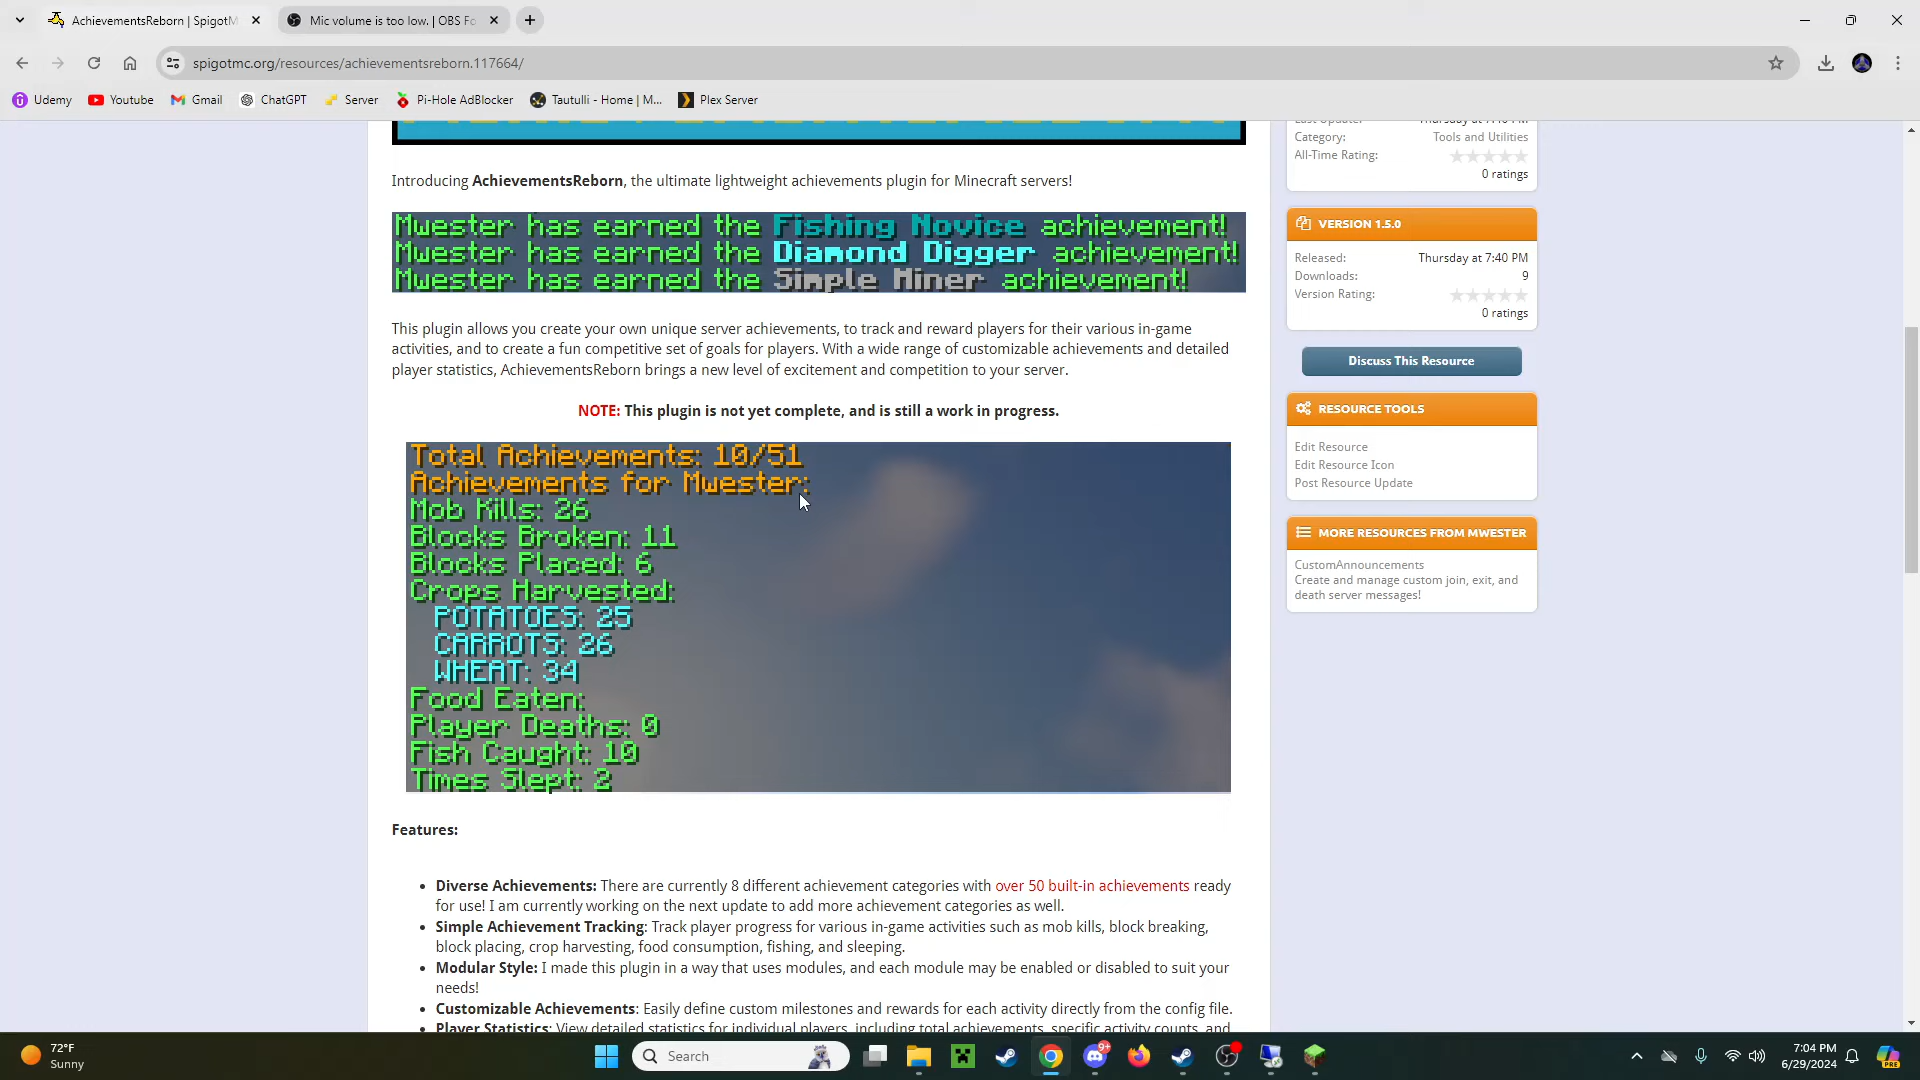 AchievementsReborn | SpigotM
Mic volume is too low. | OBS Fo
spigotmc.org/resources/achievementsreborn.117664/
Udemy
Youtube
Gmail
ChatGPT
Server
Pi-Hole AdBlocker
Tautulli - Home | M...
Plex Server
Introducing AchievementsReborn, the ultimate lightweight achievements plugin for Minecraft servers!
Mwester has earned the Fishing Novice achievement!
Mwester has earned the Diamond Digger achievement!
Mwester has earned the Simple Miner achievement!
This plugin allows you create your own unique server achievements, to track and reward players for their various in-game
activities, and to create a fun competitive set of goals for players. With a wide range of customizable achievements and detailed
player statistics, AchievementsReborn brings a new level of excitement and competition to your server.
NOTE: This plugin is not yet complete, and is still a work in progress.
Total Achievements: 10/51
Achievements for Mwester:
Mob Kills: 26
Blocks Broken: 11
Blocks Placed: 6
Crops Harvested:
POTATOES: 25
CARROTS: 26
WHEAT: 34
Food Eaten:
Player Deaths: 0
Fish Caught: 10
Times Slept: 2
Features:
• Diverse Achievements: There are currently 8 different achievement categories with over 50 built-in achievements ready
for use! I am currently working on the next update to add more achievement categories as well.
• Simple Achievement Tracking: Track player progress for various in-game activities such as mob kills, block breaking,
block placing, crop harvesting, food consumption, fishing, and sleeping.
• Modular Style: I made this plugin in a way that uses modules, and each module may be enabled or disabled to suit your
needs!
• Customizable Achievements: Easily define custom milestones and rewards for each activity directly from the config file.
• Player Statistics: View detailed statistics for individual players, including total achievements, specific activity counts, and
Last Update: Thursday at 7:40 PM
Category: Tools and Utilities
All-Time Rating:
0 ratings
VERSION 1.5.0
Released: Thursday at 7:40 PM
Downloads: 9
Version Rating:
0 ratings
Discuss This Resource
RESOURCE TOOLS
Edit Resource
Edit Resource Icon
Post Resource Update
MORE RESOURCES FROM MWESTER
CustomAnnouncements
Create and manage custom join, exit, and
death server messages!
72°F
Sunny
Search
9+
PRE
7:04 PM
6/29/2024